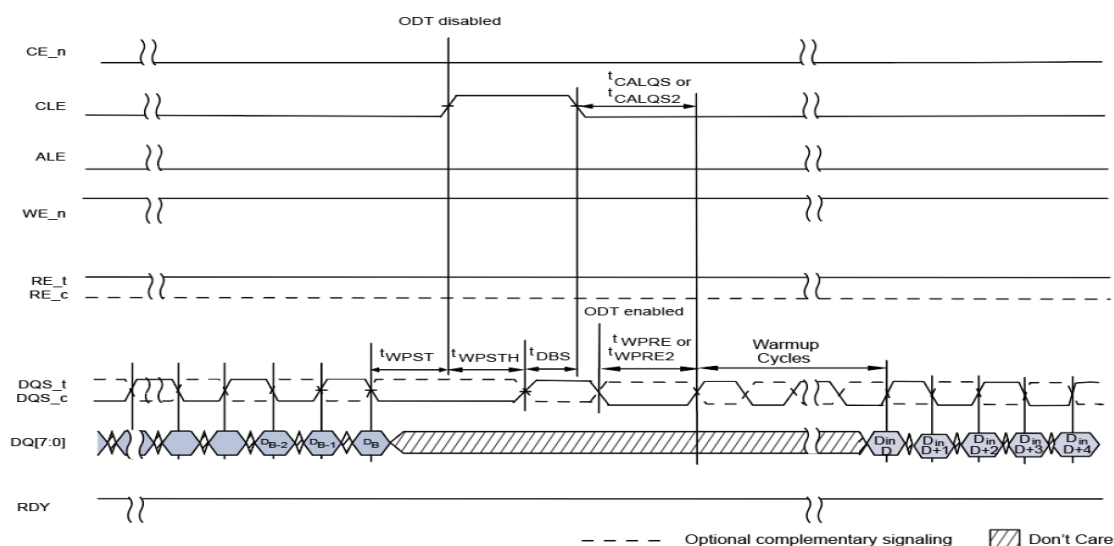 ODT disabled
CE_n
CLE
tCALQS or
tCALQS2
ALE
WE_n
RE_t
RE_c
ODT enabled
tWPST
tWPSTH
tDBS
tWPRE or
tWPRE2
Warmup
Cycles
DQS_t
DQS_c
DQ[7:0]
DB-2
DB-1
DB
Din
D
Din
D+1
Din
D+2
Din
D+3
Din
D+4
RDY
Optional complementary signaling
Don't Care